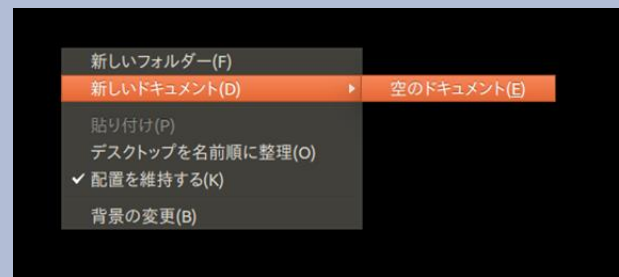 新しいフォルダー(F)
新しいドキュメント(D)
空のドキュメント(E)
貼り付け(P)
デスクトップを名前順に整理(O)
配置を維持する(K)
背景の変更(B)